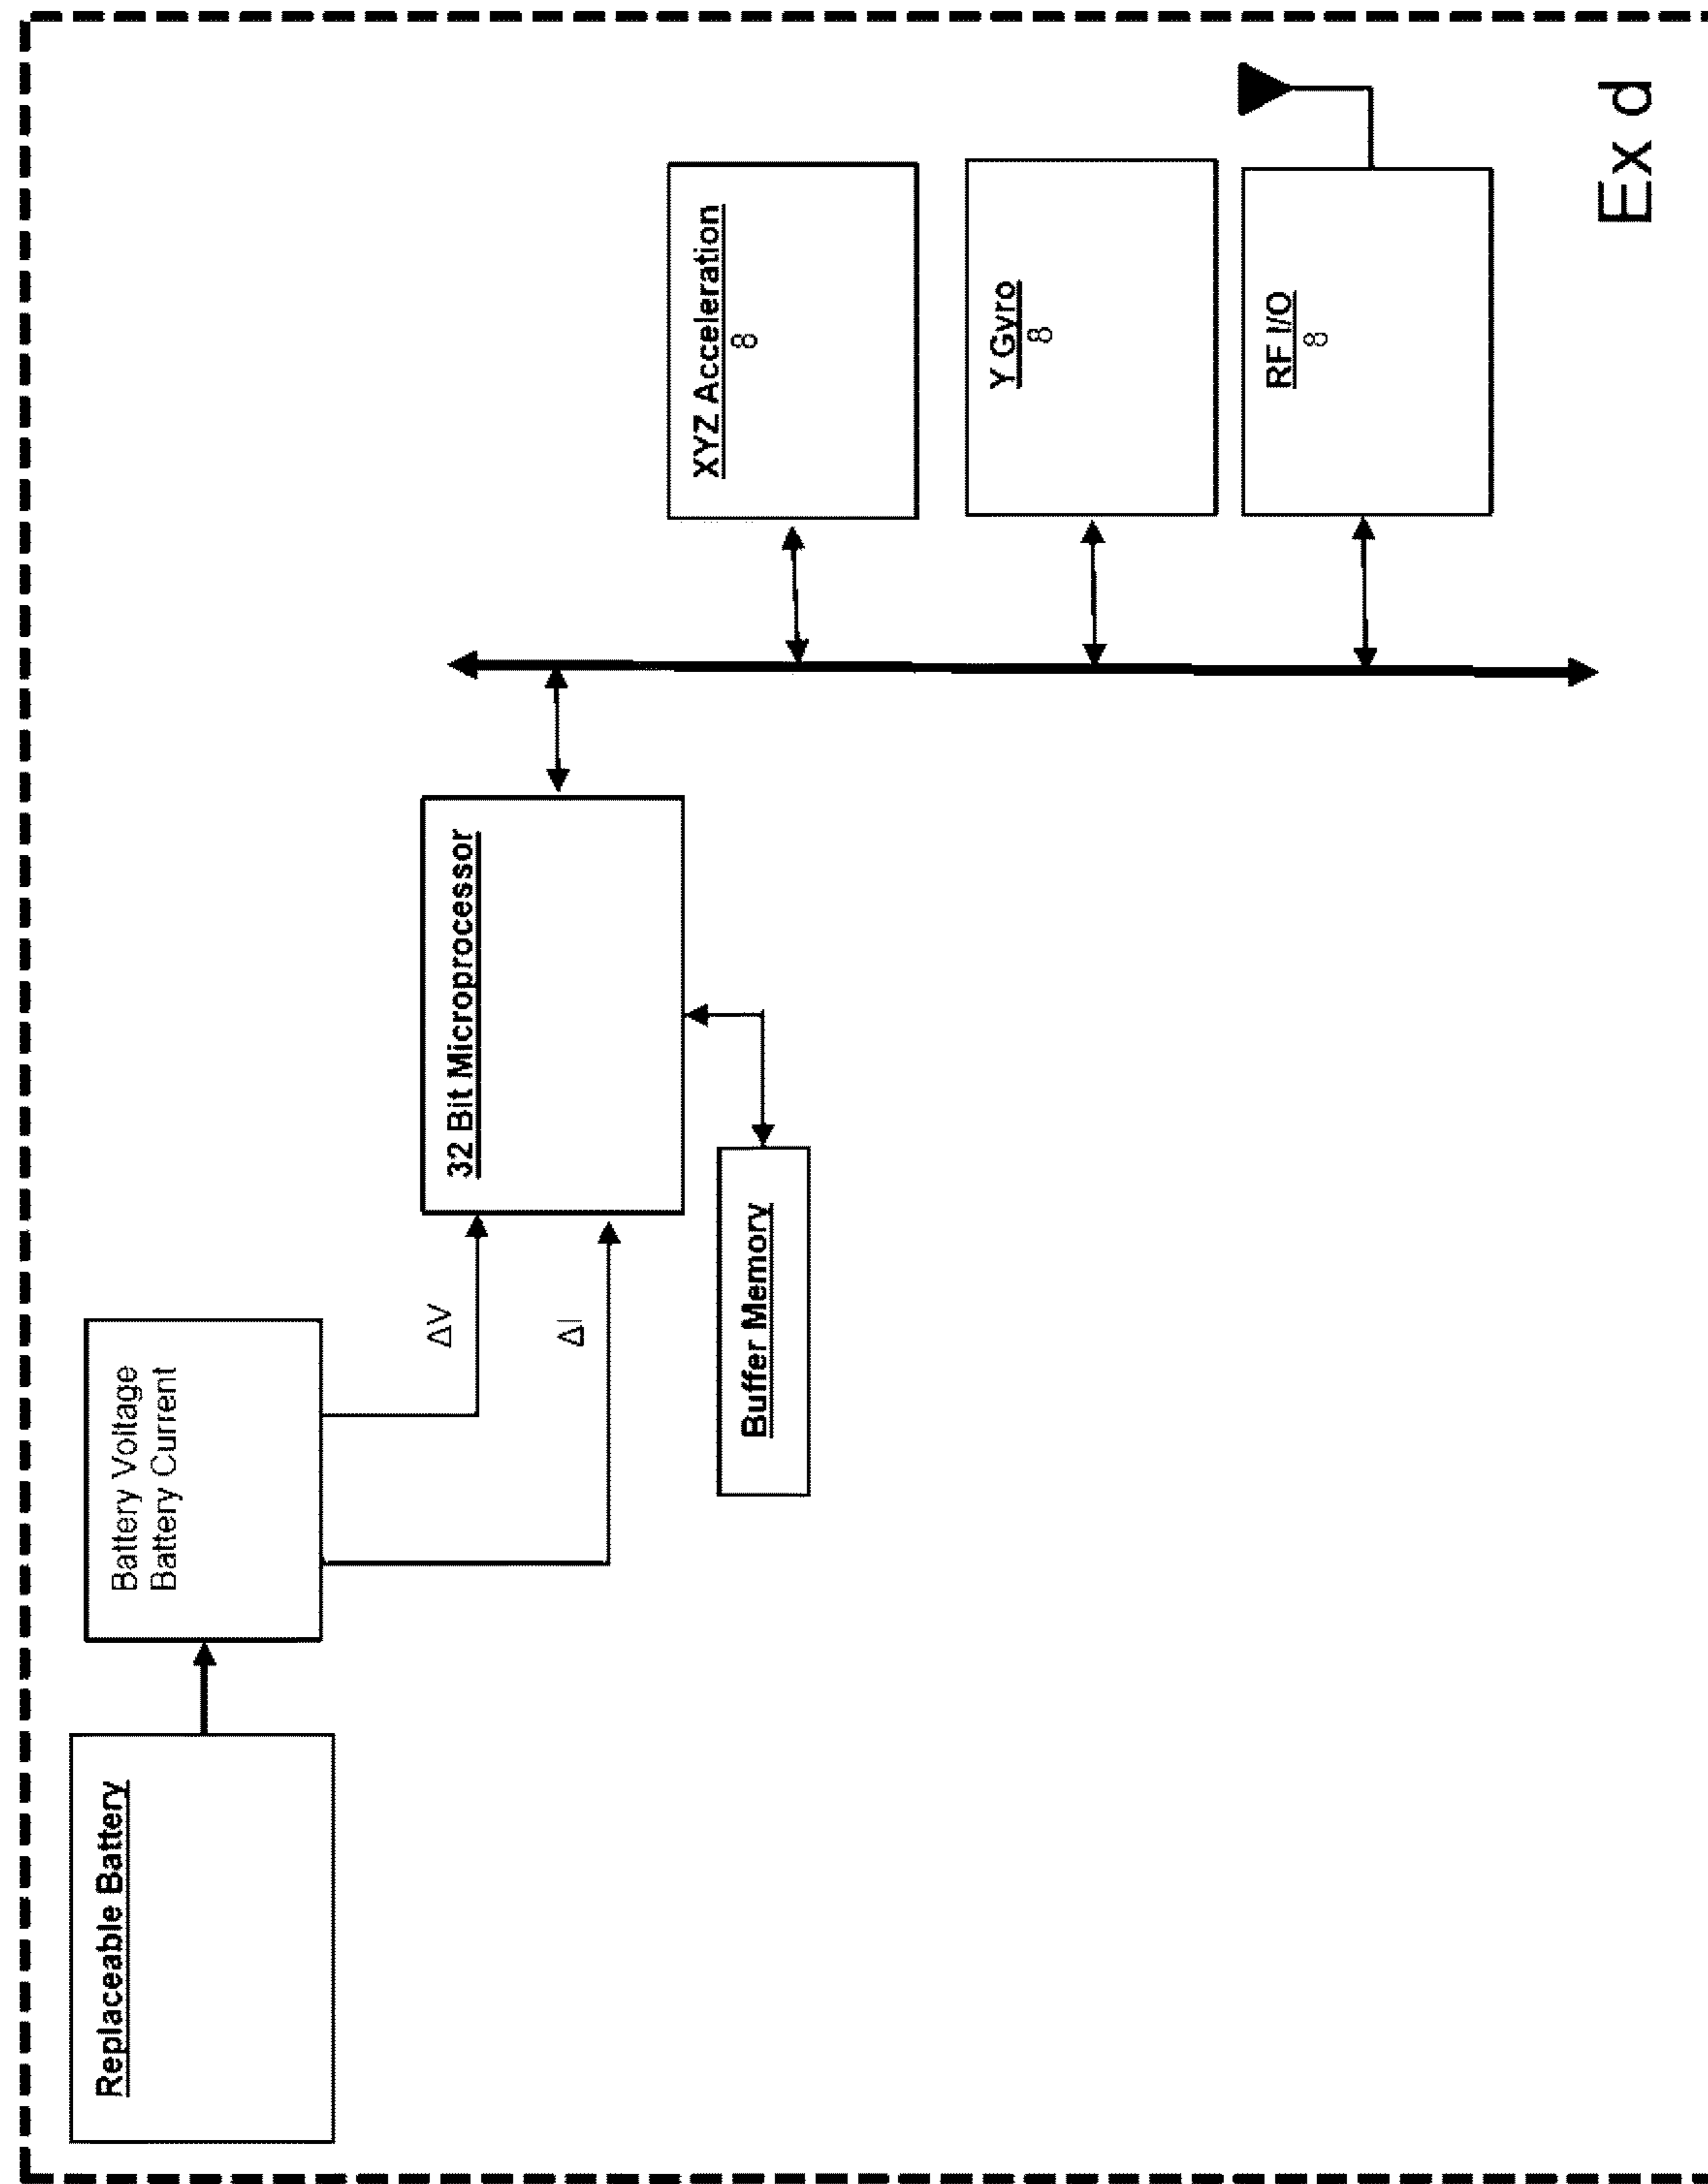 Replaceable Battery
Battery Voltage
Battery Current
ΔV
ΔI
32 Bit Microprocessor
Buffer Memory
XYZ Acceleration
8
Y Gyro
8
RF I/O
8
Ex d